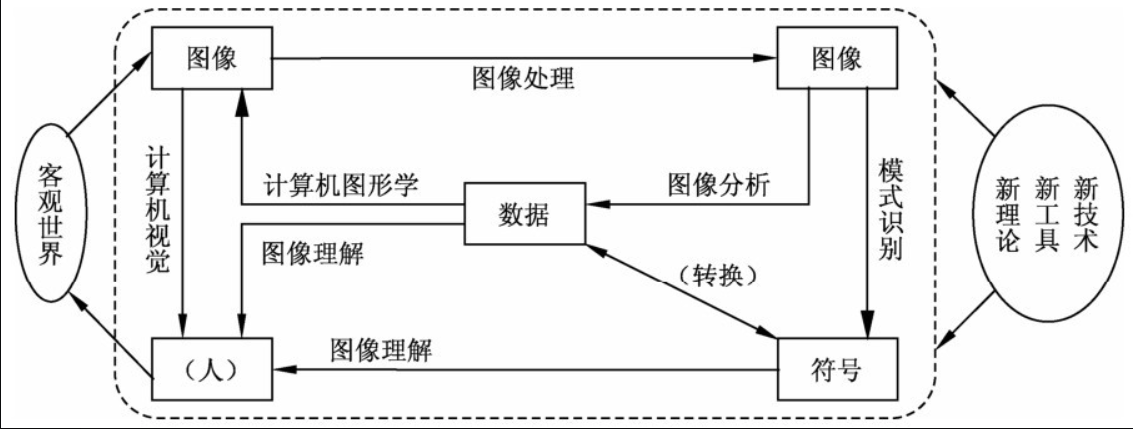 图像
图像
图像处理
客观世界
计算机视觉
计算机图形学
图像分析
模式识别
数据
图像理解
（转换）
新理论
新工具
新技术
（人）
图像理解
符号